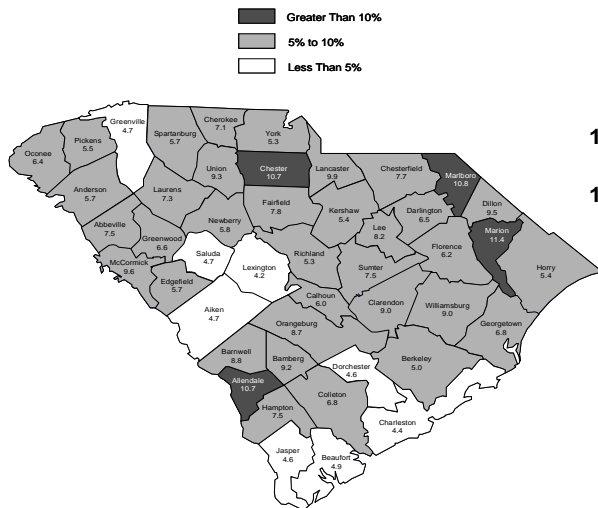 Greater Than 10%
5% to 10%
Less Than 5%
Greenville
4.7
Cherokee
7.1
York
5.3
Pickens
5.5
Oconee
6.4
Spartanburg
5.7
1
Union
9.3
Chester
10.7
Lancaster
9.9
Chesterfield
7.7
Marlboro
10.8
Anderson
5.7
Laurens
7.3
1
Dillon
9.5
Fairfield
7.8
Kershaw
5.4
Darlington
6.5
Newberry
5.8
Abbeville
7.5
Greenwood
6.6
Lee
8.2
Marion
11.4
Saluda
4.7
Florence
6.2
McCormick
9.6
Lexington
4.2
Richland
5.3
Sumter
7.5
Horry
5.4
Edgefield
5.7
Calhoun
6.0
Clarendon
9.0
Williamsburg
9.0
Aiken
4.7
Orangeburg
8.7
Georgetown
6.8
Barnwell
8.8
Bamberg
9.2
Dorchester
4.6
Berkeley
5.0
Allendale
10.7
Colleton
6.8
Hampton
7.5
Charleston
4.4
Jasper
4.6
Beaufort
4.9